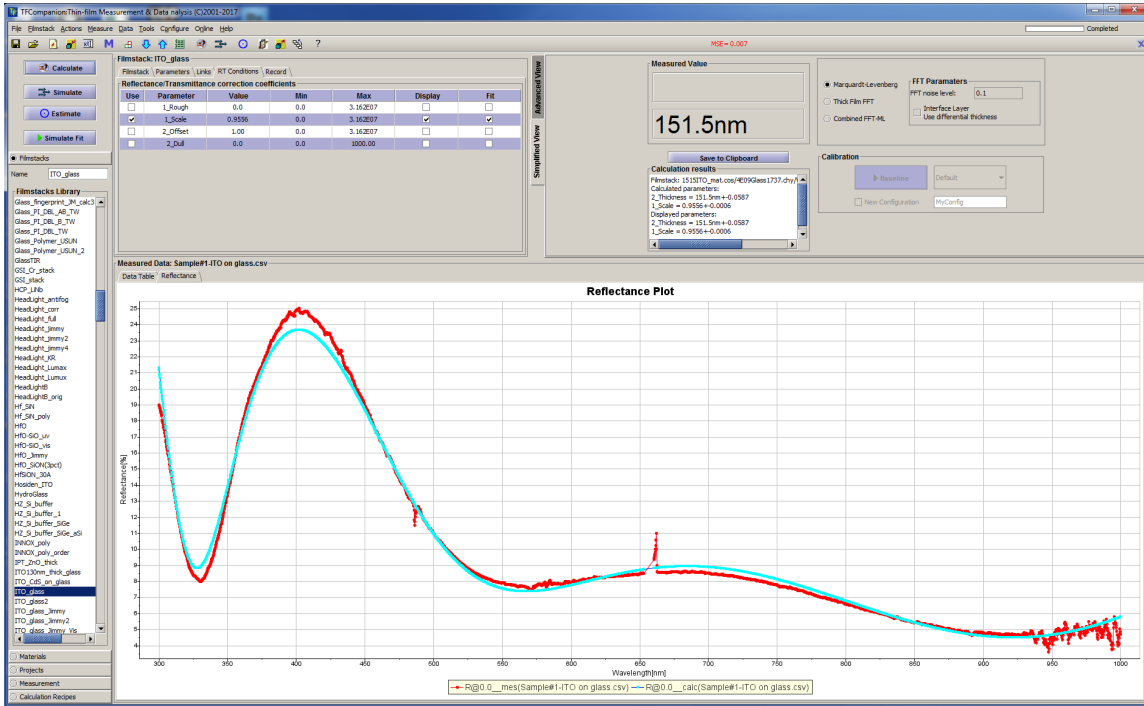 TFCompanion:Thin-film Measurement & Data nalysis (C)2001-2017
File Filmstack Actions Measure Data Tools Configure Online Help
Completed
MSE= 0.007
Calculate
Simulate
Estimate
Simulate Fit
Filmstacks
Name ITO_glass
Filmstacks Library
Glass_fingerprint_JM_calc3
Glass_PI_DBL_AB_TW
Glass_PI_DBL_B_TW
Glass_PI_DBL_TW
Glass_Polymer_USUN
Glass_Polymer_USUN_2
GlassTIR
GSI_Cr_stack
GSI_stack
HCP_LiNb
HeadLight_antifog
HeadLight_corr
HeadLight_full
HeadLight_Jimmy
HeadLight_Jimmy2
HeadLight_jimmy4
HeadLight_KR
HeadLight_Lumax
HeadLight_Lumux
HeadLightB
HeadLightB_orig
Hf_SiN
Hf_SiN_poly
HfO
HfO-SiO_uv
HfO-SiO_vis
HfO_Jimmy
HfO_SiON(3pct)
HfSiON_30A
Hosiden_ITO
HydroGlass
HZ_Si_buffer
HZ_Si_buffer_1
HZ_Si_buffer_SiGe
HZ_Si_buffer_SiGe_aSi
INNOX_poly
INNOX_poly_order
IPT_ZnO_thick
ITO130nm_thick_glass
ITO_CdS_on_glass
ITO_glass
ITO_glass2
ITO_glass_Jimmy
ITO_glass_Jimmy2
ITO_glass_Jimmy_Vis
Materials
Projects
Measurement
Calculation Recipes
Filmstack: ITO_glass
Filmstack Parameters Links RT Conditions Record
Reflectance/Transmittance correction coefficients
Use Parameter Value Min Max Display Fit
1_Rough 0.0 0.0 3.162E07
1_Scale 0.9556 0.0 3.162E07
2_Offset 1.00 0.0 3.162E07
2_Dull 0.0 0.0 1000.00
Advanced View
Simplified View
Measured Value
151.5nm
Save to Clipboard
Calculation results
Filmstack: 1515ITO_mat.cos/4E09Glass1737.chy/
Calculated parameters:
2_Thickness = 151.5nm+-0.0587
1_Scale = 0.9556+-0.0006
Displayed parameters:
2_Thickness = 151.5nm+-0.0587
1_Scale = 0.9556+-0.0006
Marquardt-Levenberg
Thick Film FFT
Combined FFT-ML
FFT Paramaters
FFT noise level: 0.1
Interface Layer
Use differential thickness
Calibration
Baseline Default
New Configuration MyConfig
Measured Data: Sample#1-ITO on glass.csv
Data Table Reflectance
Reflectance Plot
Reflectance[%]
25
24
23
22
21
20
19
18
17
16
15
14
13
12
11
10
9
8
7
6
5
4
300 350 400 450 500 550 600 650 700 750 800 850 900 950 1000
Wavelength[nm]
R@0.0__mes(Sample#1-ITO on glass.csv) R@0.0__calc(Sample#1-ITO on glass.csv)